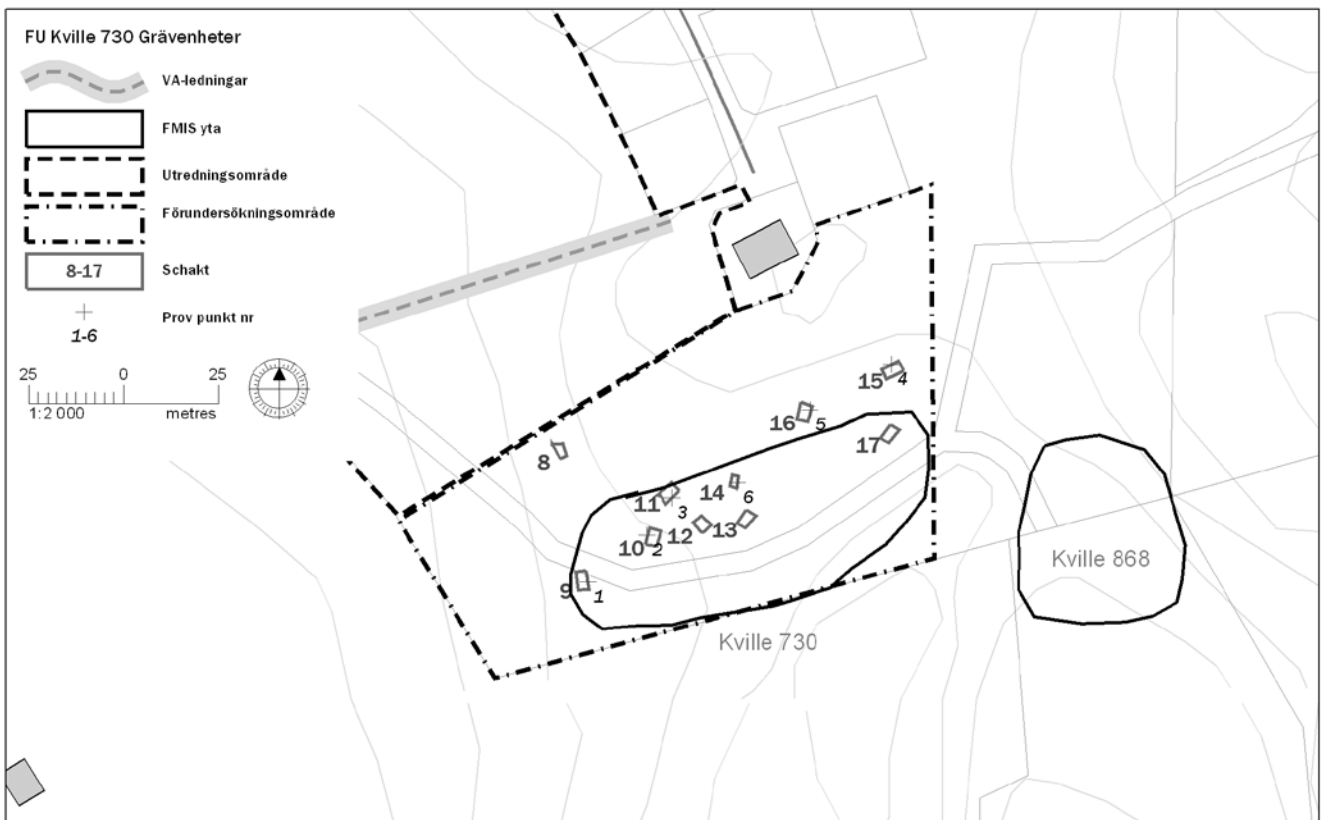 FU Kville 730 Grävenheter
VA-ledningar
FMIS yta
Utredningsområde
Förundersökningsområde
8-17 Schakt
Prov punkt nr
1-6
25 0 25
1:2 000 metres
15 4
16 5
17
8
14 6
11 3
12 13
10 2
9 1
Kville 868
Kville 730